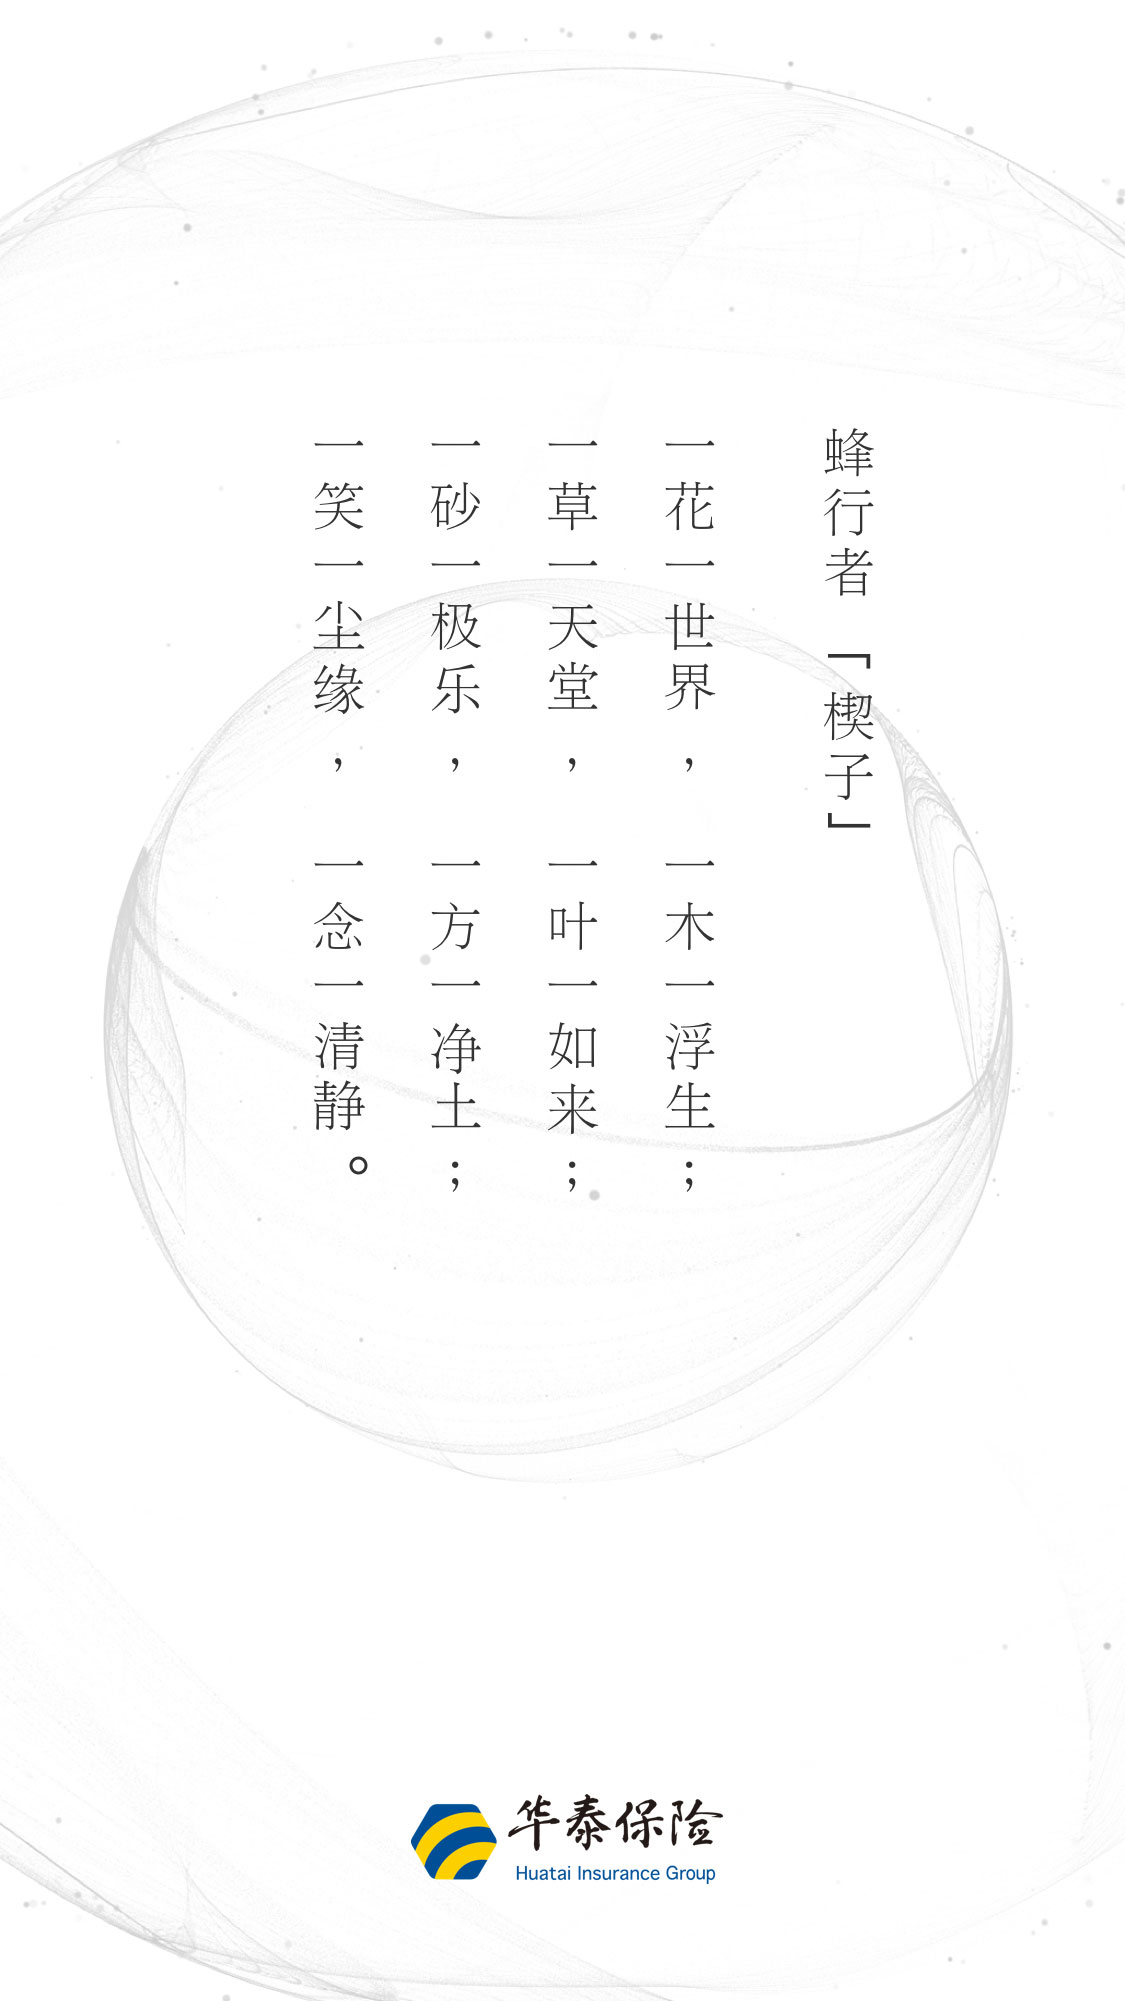 蜂行者「楔子」
一花一世界，一木一浮生；
一草一天堂，一叶一如来；
一砂一极乐，一方一净土；
一笑一尘缘，一念一清静。
华泰保险
Huatai Insurance Group